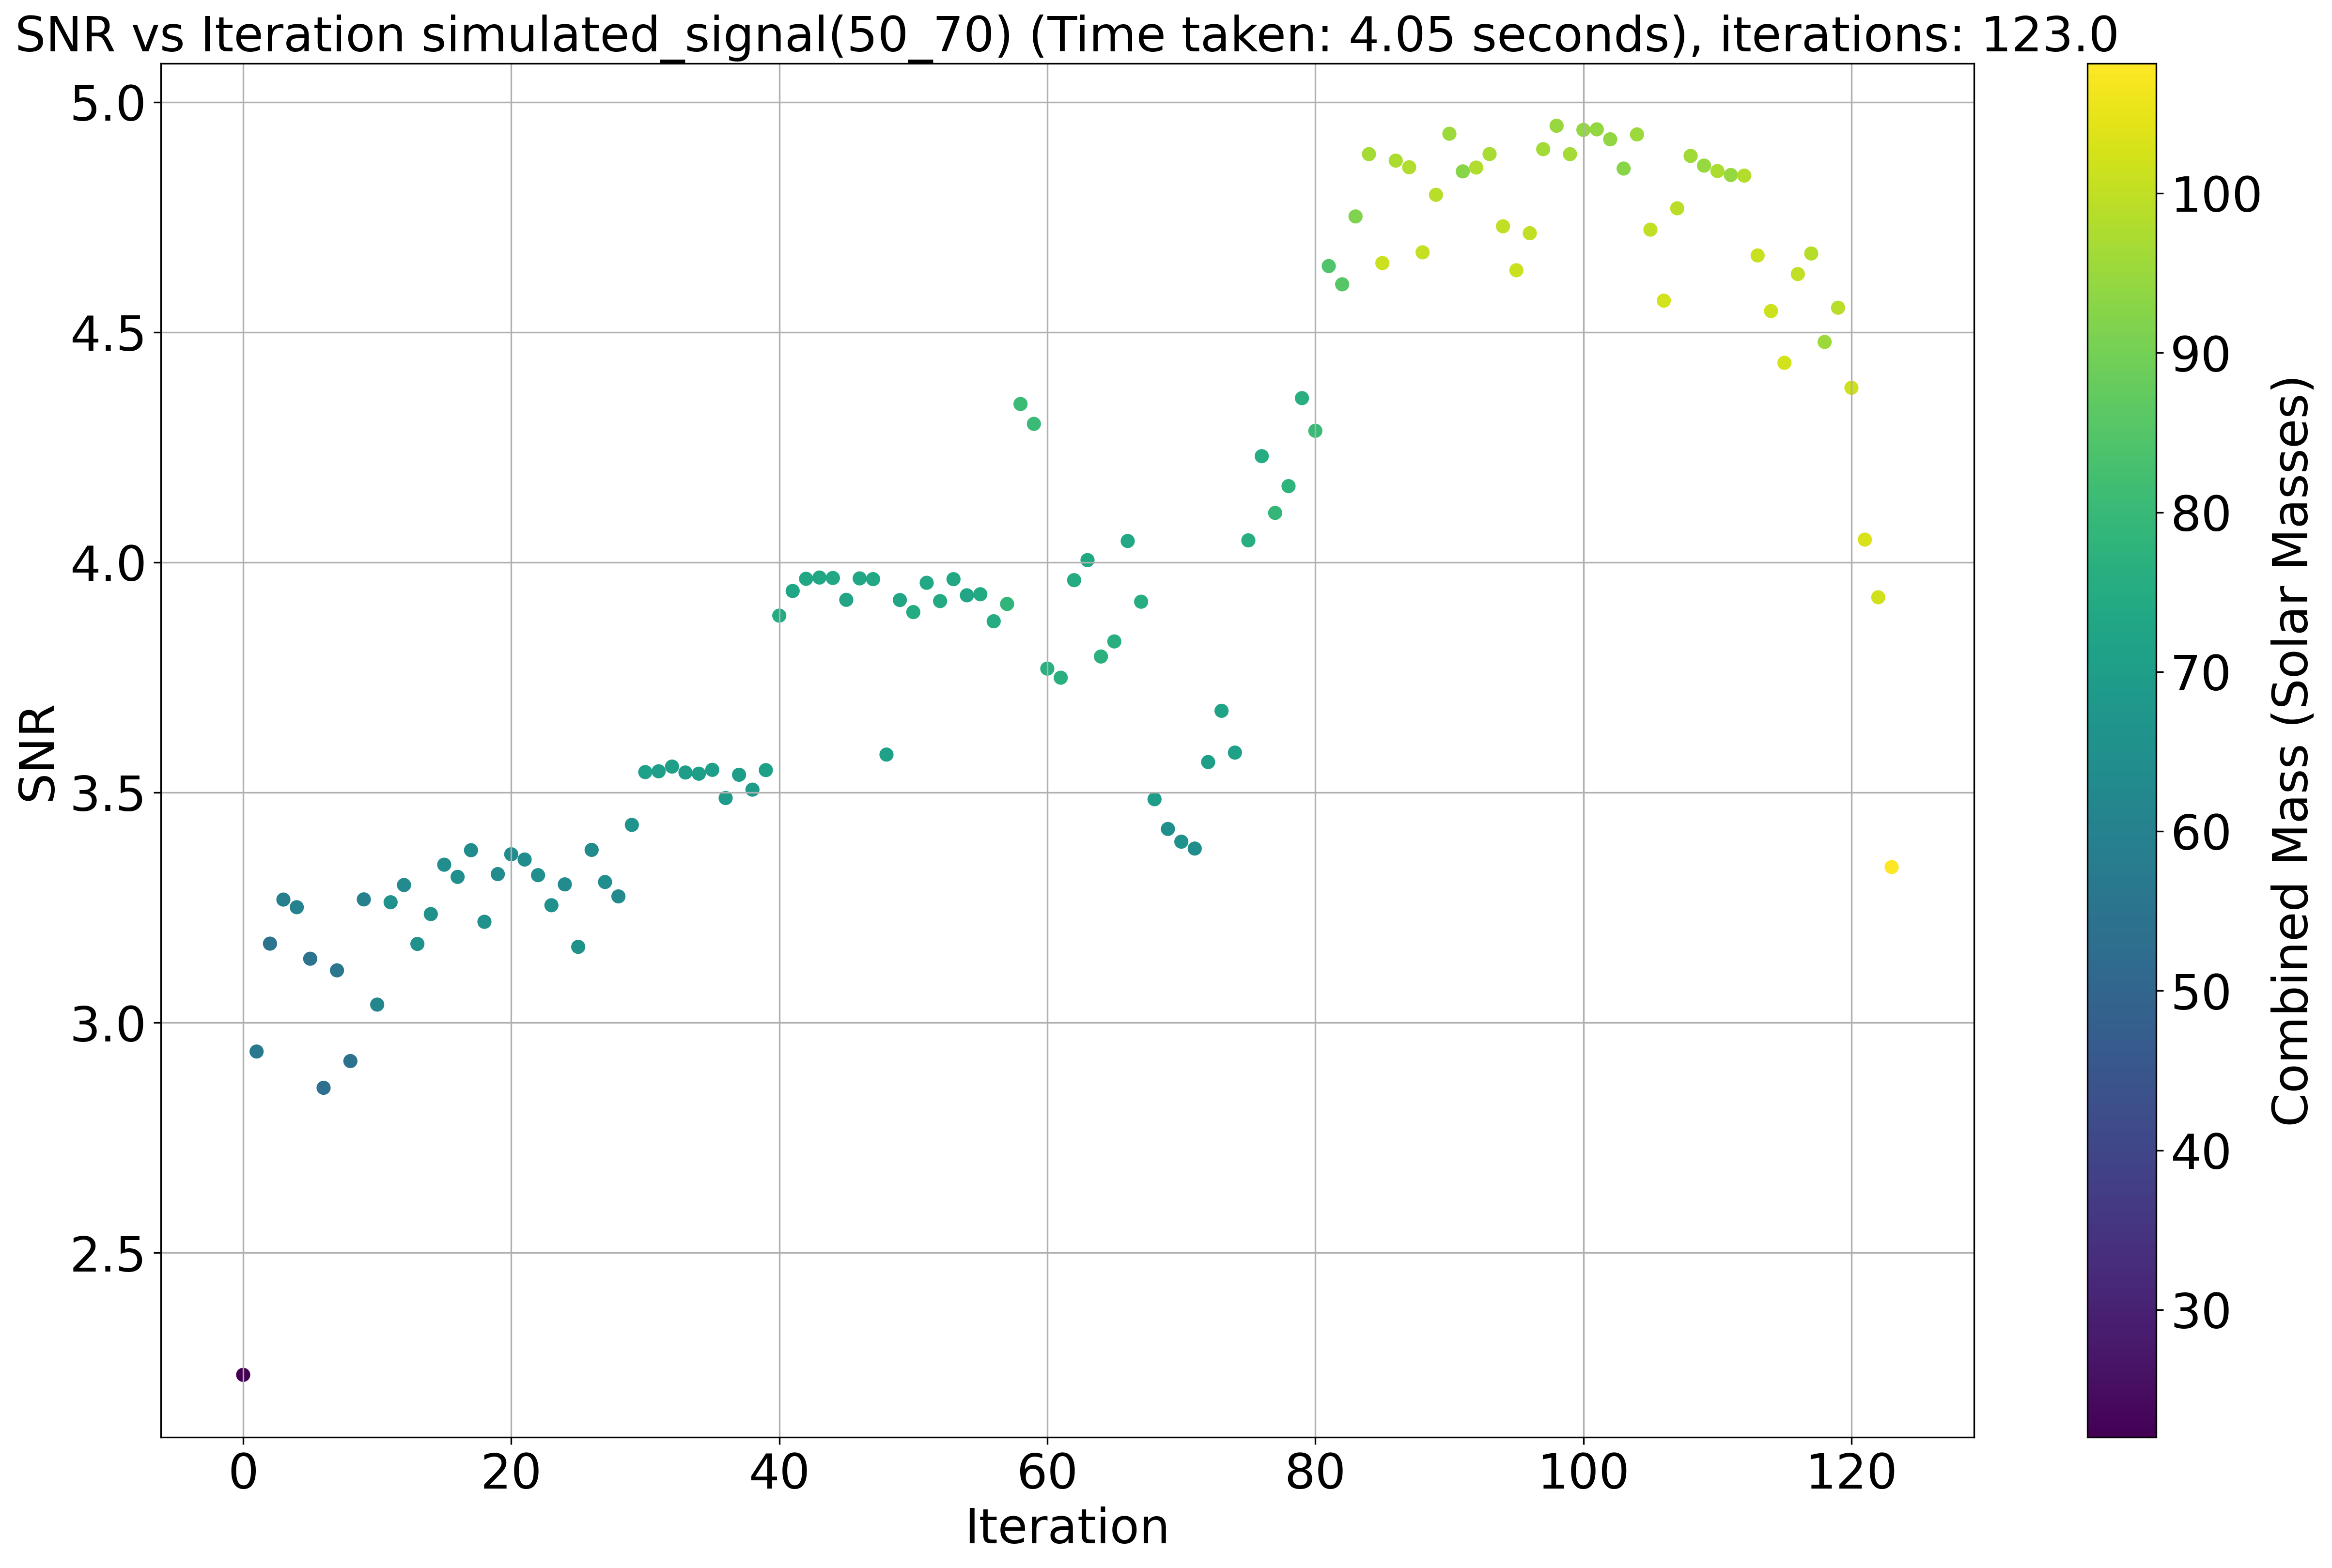 SNR vs Iteration simulated_signal(50_70) (Time taken: 4.05 seconds), iterations: 123.0
5.0
4.5
4.0
3.5
3.0
2.5
SNR
0 20 40 60 80 100 120
Iteration
100
90
80
70
60
50
40
30
Combined Mass (Solar Masses)